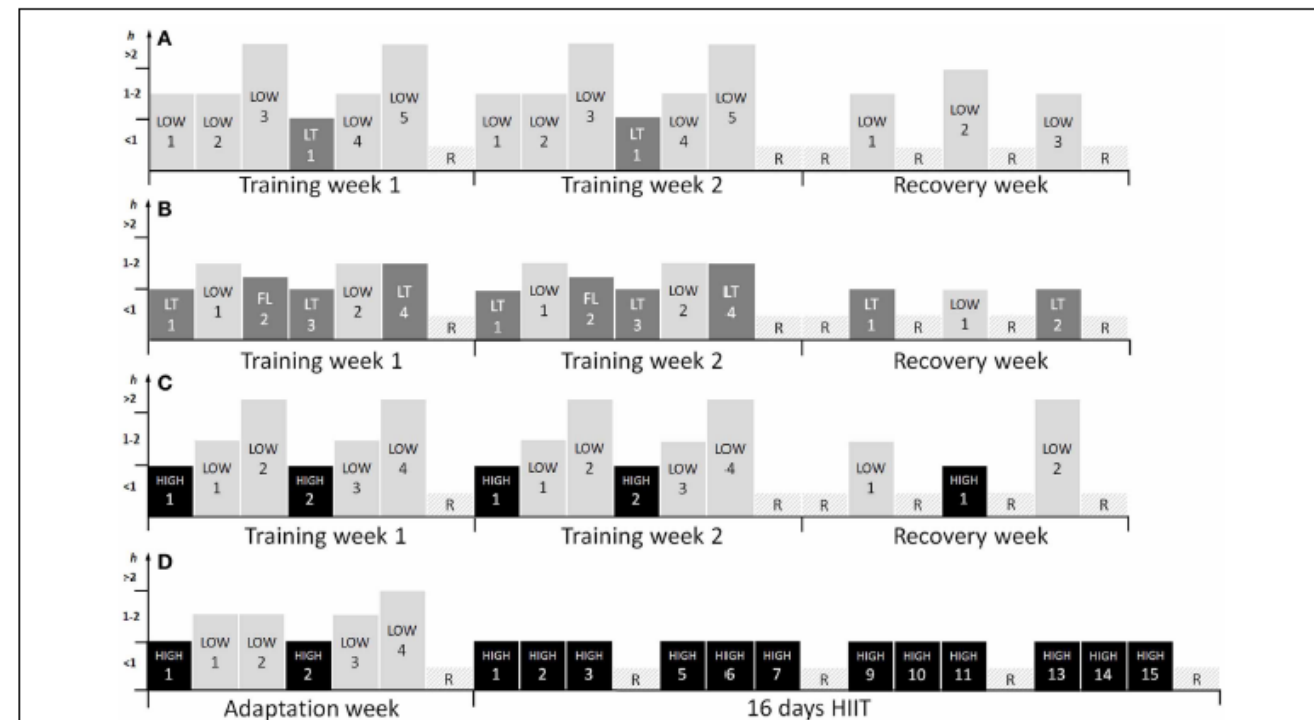 h A
>2
1-2
<1
LOW 1 LOW 2 LOW 3 LT 1 LOW 4 LOW 5 R LOW 1 LOW 2 LOW 3 LT 1 LOW 4 LOW 5 R R LOW 1 R LOW 2 R LOW 3 R
Training week 1 Training week 2 Recovery week
h B
>2
1-2
<1
LT 1 LOW 1 FL 2 LT 3 LOW 2 LT 4 R LT 1 LOW 1 FL 2 LT 3 LOW 2 LT 4 R R LT 1 R LOW 1 R LT 2 R
Training week 1 Training week 2 Recovery week
h C
>2
1-2
<1
HIGH 1 LOW 1 LOW 2 HIGH 2 LOW 3 LOW 4 R HIGH 1 LOW 1 LOW 2 HIGH 2 LOW 3 LOW 4 R R LOW 1 R HIGH 1 R LOW 2 R
Training week 1 Training week 2 Recovery week
h D
>2
1-2
<1
HIGH 1 LOW 1 LOW 2 HIGH 2 LOW 3 LOW 4 R HIGH 1 HIGH 2 HIGH 3 R HIGH 5 HIGH 6 HIGH 7 R HIGH 9 HIGH 10 HIGH 11 R HIGH 13 HIGH 14 HIGH 15 R
Adaptation week 16 days HIIT